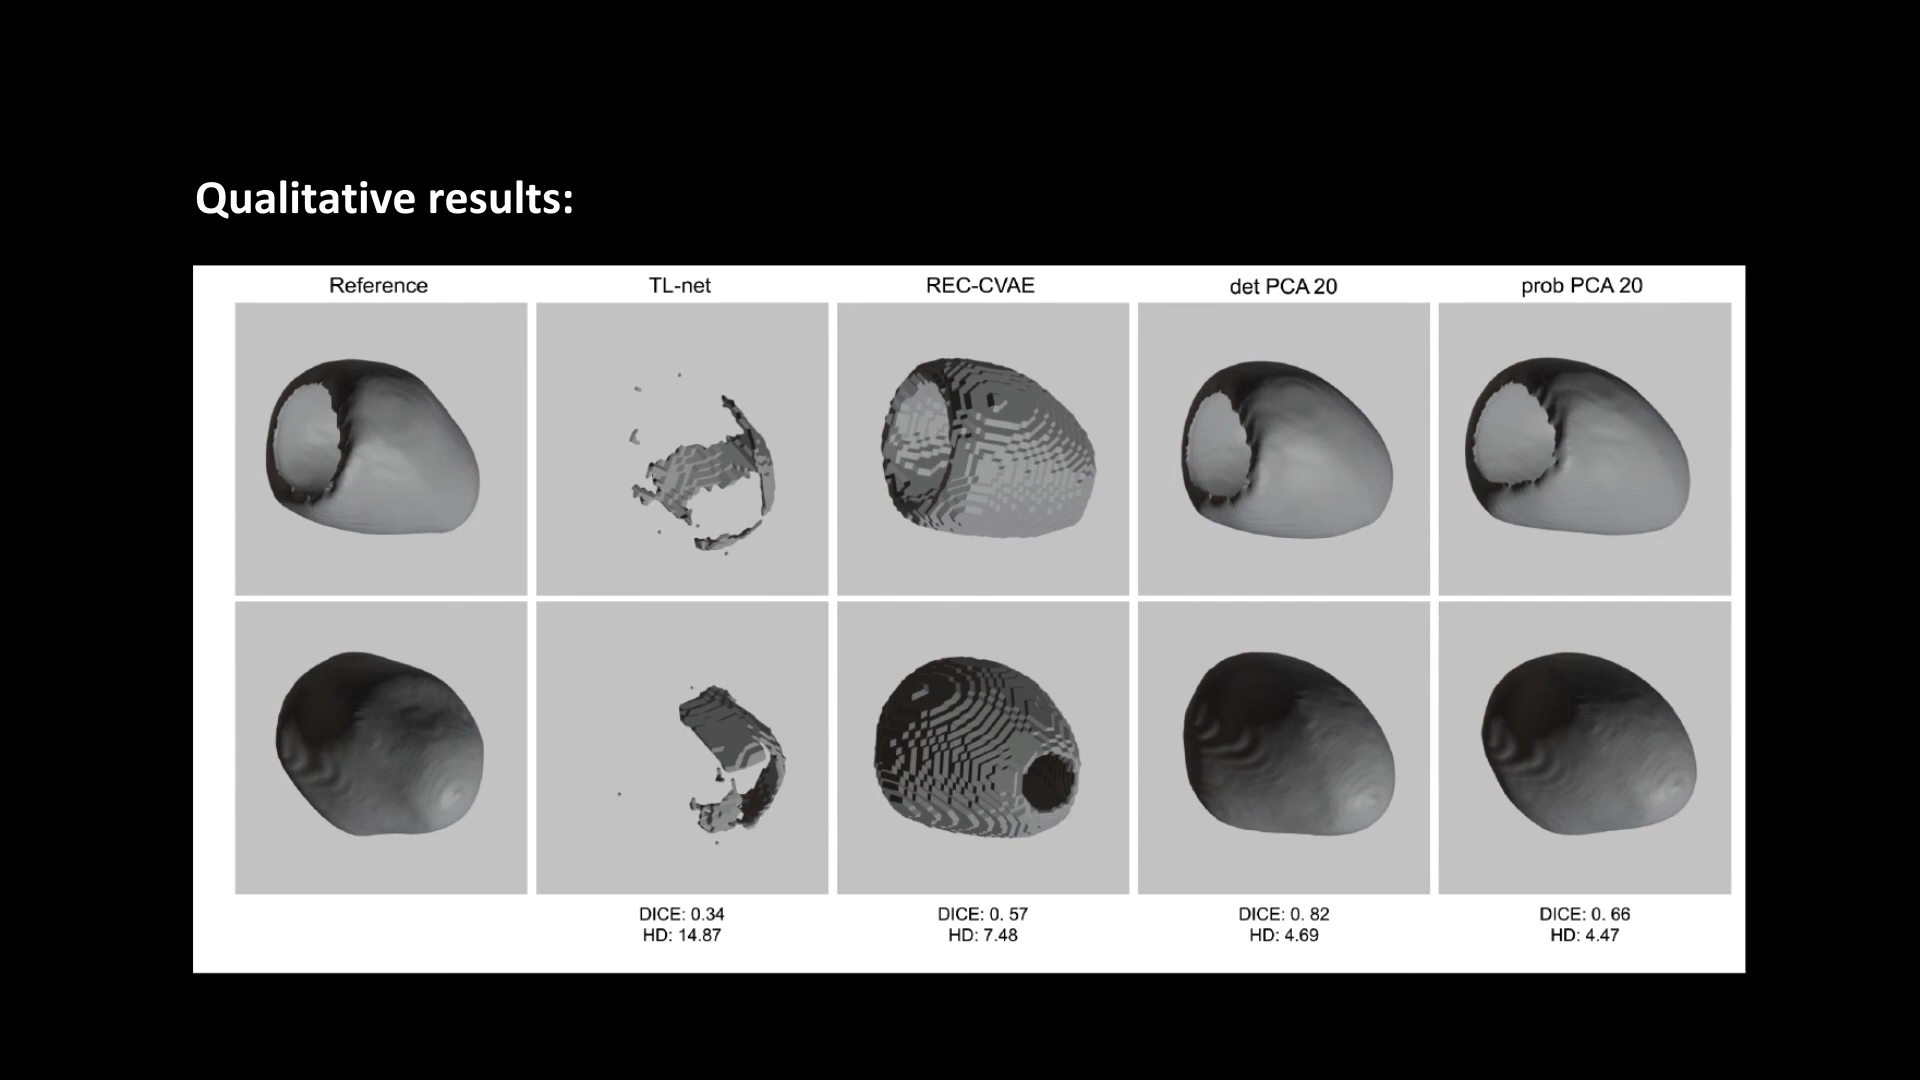 Qualitative results:
Reference
TL-net
REC-CVAE
det PCA 20
prob PCA 20
DICE: 0.34
HD: 14.87
DICE: 0. 57
HD: 7.48
DICE: 0. 82
HD: 4.69
DICE: 0. 66
HD: 4.47